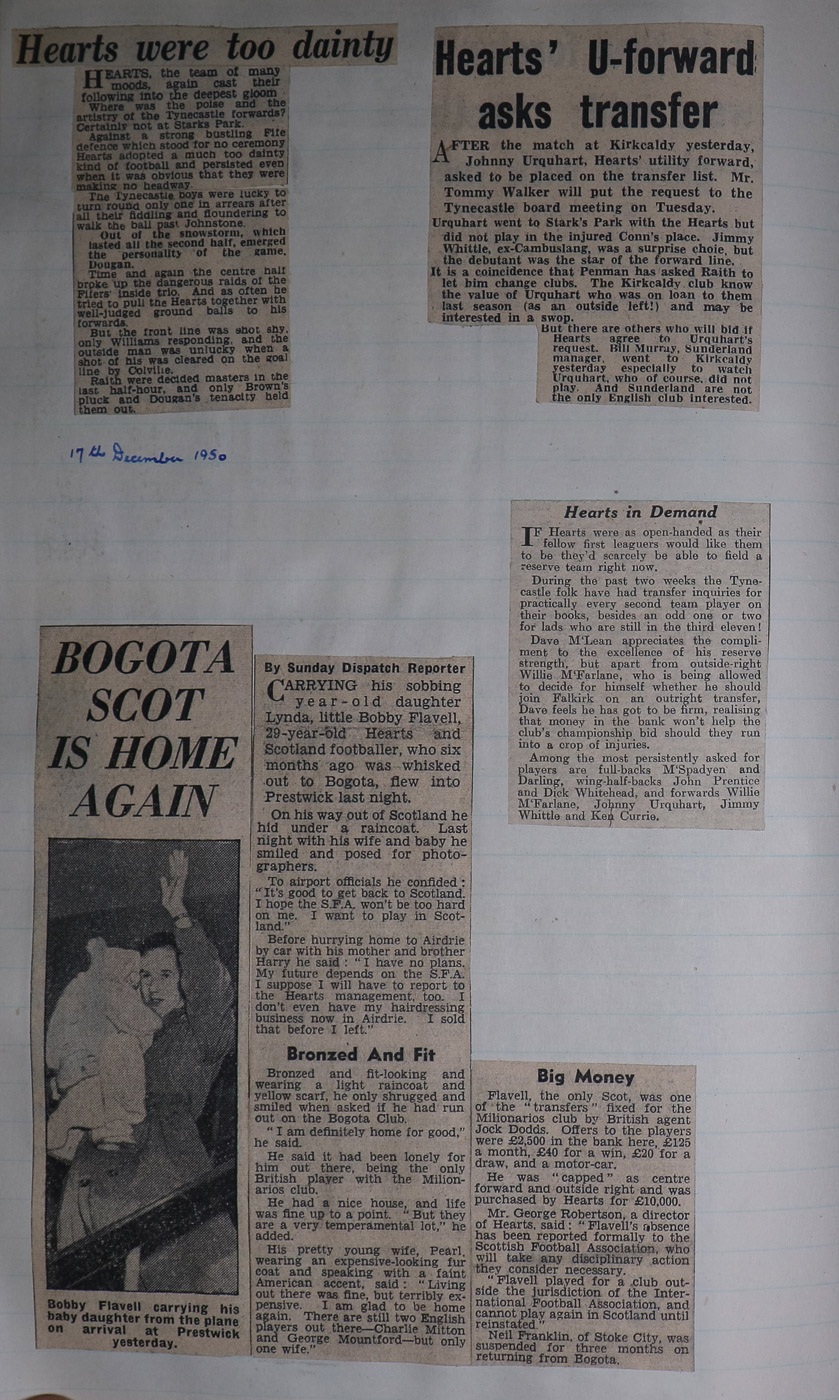 Hearts were too dainty
HEARTS, the team of many
moods, again cast their
following into the deepest gloom
Where was the poise and the
artistry of the Tynecastle forwards?
Certainly not at Starks Park.
Against a strong bustling Fife
defence which stood for no ceremony
Hearts adopted a much too dainty
kind of football and persisted even
when it was obvious that they were
making no headway
The Tynecastle boys were lucky to
turn round only one in arrears after
all their fiddling and floundering to
walk the ball past Johnstone.
Out of the snowstorm, which
lasted all the second half, emerged
the personality of the game,
Dougan.
Time and again the centre half
broke up the dangerous raids of the
Fifers' inside trio. And as often he
tried to pull the Hearts together with
well-judged ground balls to his
forwards.
But the front line was shot shy,
only Williams responding, and the
outside man was unlucky when a
shot of his was cleared on the goal
line by Colville.
Raith were decided masters in the
last half-hour, and only Brown's
pluck and Dougan's tenacity held
them out.
17th December 1950
Hearts' U-forward
asks transfer
AFTER the match at Kirkcaldy yesterday,
Johnny Urquhart, Hearts' utility forward,
asked to be placed on the transfer list. Mr.
Tommy Walker will put the request to the
Tynecastle board meeting on Tuesday.
Urquhart went to Stark's Park with the Hearts but
did not play in the injured Conn's place. Jimmy
Whittle, ex-Cambuslang, was a surprise choie, but
the debutant was the star of the forward line.
It is a coincidence that Penman has asked Raith to
let him change clubs. The Kirkcaldy club know
the value of Urquhart who was on loan to them
last season (as an outside left!) and may be
interested in a swop.
But there are others who will bid if
Hearts agree to Urquhart's
request. Bill Murray, Sunderland
manager, went to Kirkcaldy
yesterday especially to watch
Urquhart, who of course, did not
play. And Sunderland are not
the only English club interested.
Hearts in Demand
IF Hearts were as open-handed as their
fellow first leaguers would like them
to be they'd scarcely be able to field a
reserve team right now.
During the past two weeks the Tyne-
castle folk have had transfer inquiries for
practically every second team player on
their books, besides an odd one or two
for lads who are still in the third eleven!
Dave M'Lean appreciates the compli-
ment to the excellence of his reserve
strength, but apart from outside-right
Willie M'Farlane, who is being allowed
to decide for himself whether he should
join Falkirk on an outright transfer,
Dave feels he has got to be firm, realising
that money in the bank won't help the
club's championship bid should they run
into a crop of injuries.
Among the most persistently asked for
players are full-backs M'Spadyen and
Darling, wing-half-backs John Prentice
and Dick Whitehead, and forwards Willie
M'Farlane, Johnny Urquhart, Jimmy
Whittle and Ken Currie.
BOGOTA
SCOT
IS HOME
AGAIN
Bobby Flavell carrying his
baby daughter from the plane
on arrival at Prestwick
yesterday.
By Sunday Dispatch Reporter
CARRYING his sobbing
year-old daughter
Lynda, little Bobby Flavell,
29-year-old Hearts and
Scotland footballer, who six
months ago was whisked
out to Bogota, flew into
Prestwick last night.
On his way out of Scotland he
hid under a raincoat. Last
night with his wife and baby he
smiled and posed for photo-
graphers.
To airport officials he confided:
"It's good to get back to Scotland.
I hope the S.F.A. won't be too hard
on me. I want to play in Scot-
land."
Before hurrying home to Airdrie
by car with his mother and brother
Harry he said: "I have no plans.
My future depends on the S.F.A.
I suppose I will have to report to
the Hearts management, too. I
don't even have my hairdressing
business now in Airdrie. I sold
that before I left."
Bronzed And Fit
Bronzed and fit-looking and
wearing a light raincoat and
yellow scarf, he only shrugged and
smiled when asked if he had run
out on the Bogota Club.
"I am definitely home for good,"
he said.
He said it had been lonely for
him out there, being the only
British player with the Milion-
arios club.
He had a nice house, and life
was fine up to a point. "But they
are a very temperamental lot," he
added.
His pretty young wife, Pearl,
wearing an expensive-looking fur
coat and speaking with a faint
American accent, said: "Living
out there was fine, but terribly ex-
pensive. I am glad to be home
again. There are still two English
players out there—Charlie Mitton
and George Mountford—but only
one wife."
Big Money
Flavell, the only Scot, was one
of the "transfers" fixed for the
Milionarios club by British agent
Jock Dodds. Offers to the players
were £2,500 in the bank here, £125
a month, £40 for a win, £20 for a
draw, and a motor-car.
He was "capped" as centre
forward and outside right and was
purchased by Hearts for £10,000.
Mr. George Robertson, a director
of Hearts, said: "Flavell's absence
has been reported formally to the
Scottish Football Association, who
will take any disciplinary action
they consider necessary.
"Flavell played for a club out-
side the jurisdiction of the Inter-
national Football Association, and
cannot play again in Scotland until
reinstated."
Neil Franklin, of Stoke City, was
suspended for three months on
returning from Bogota.